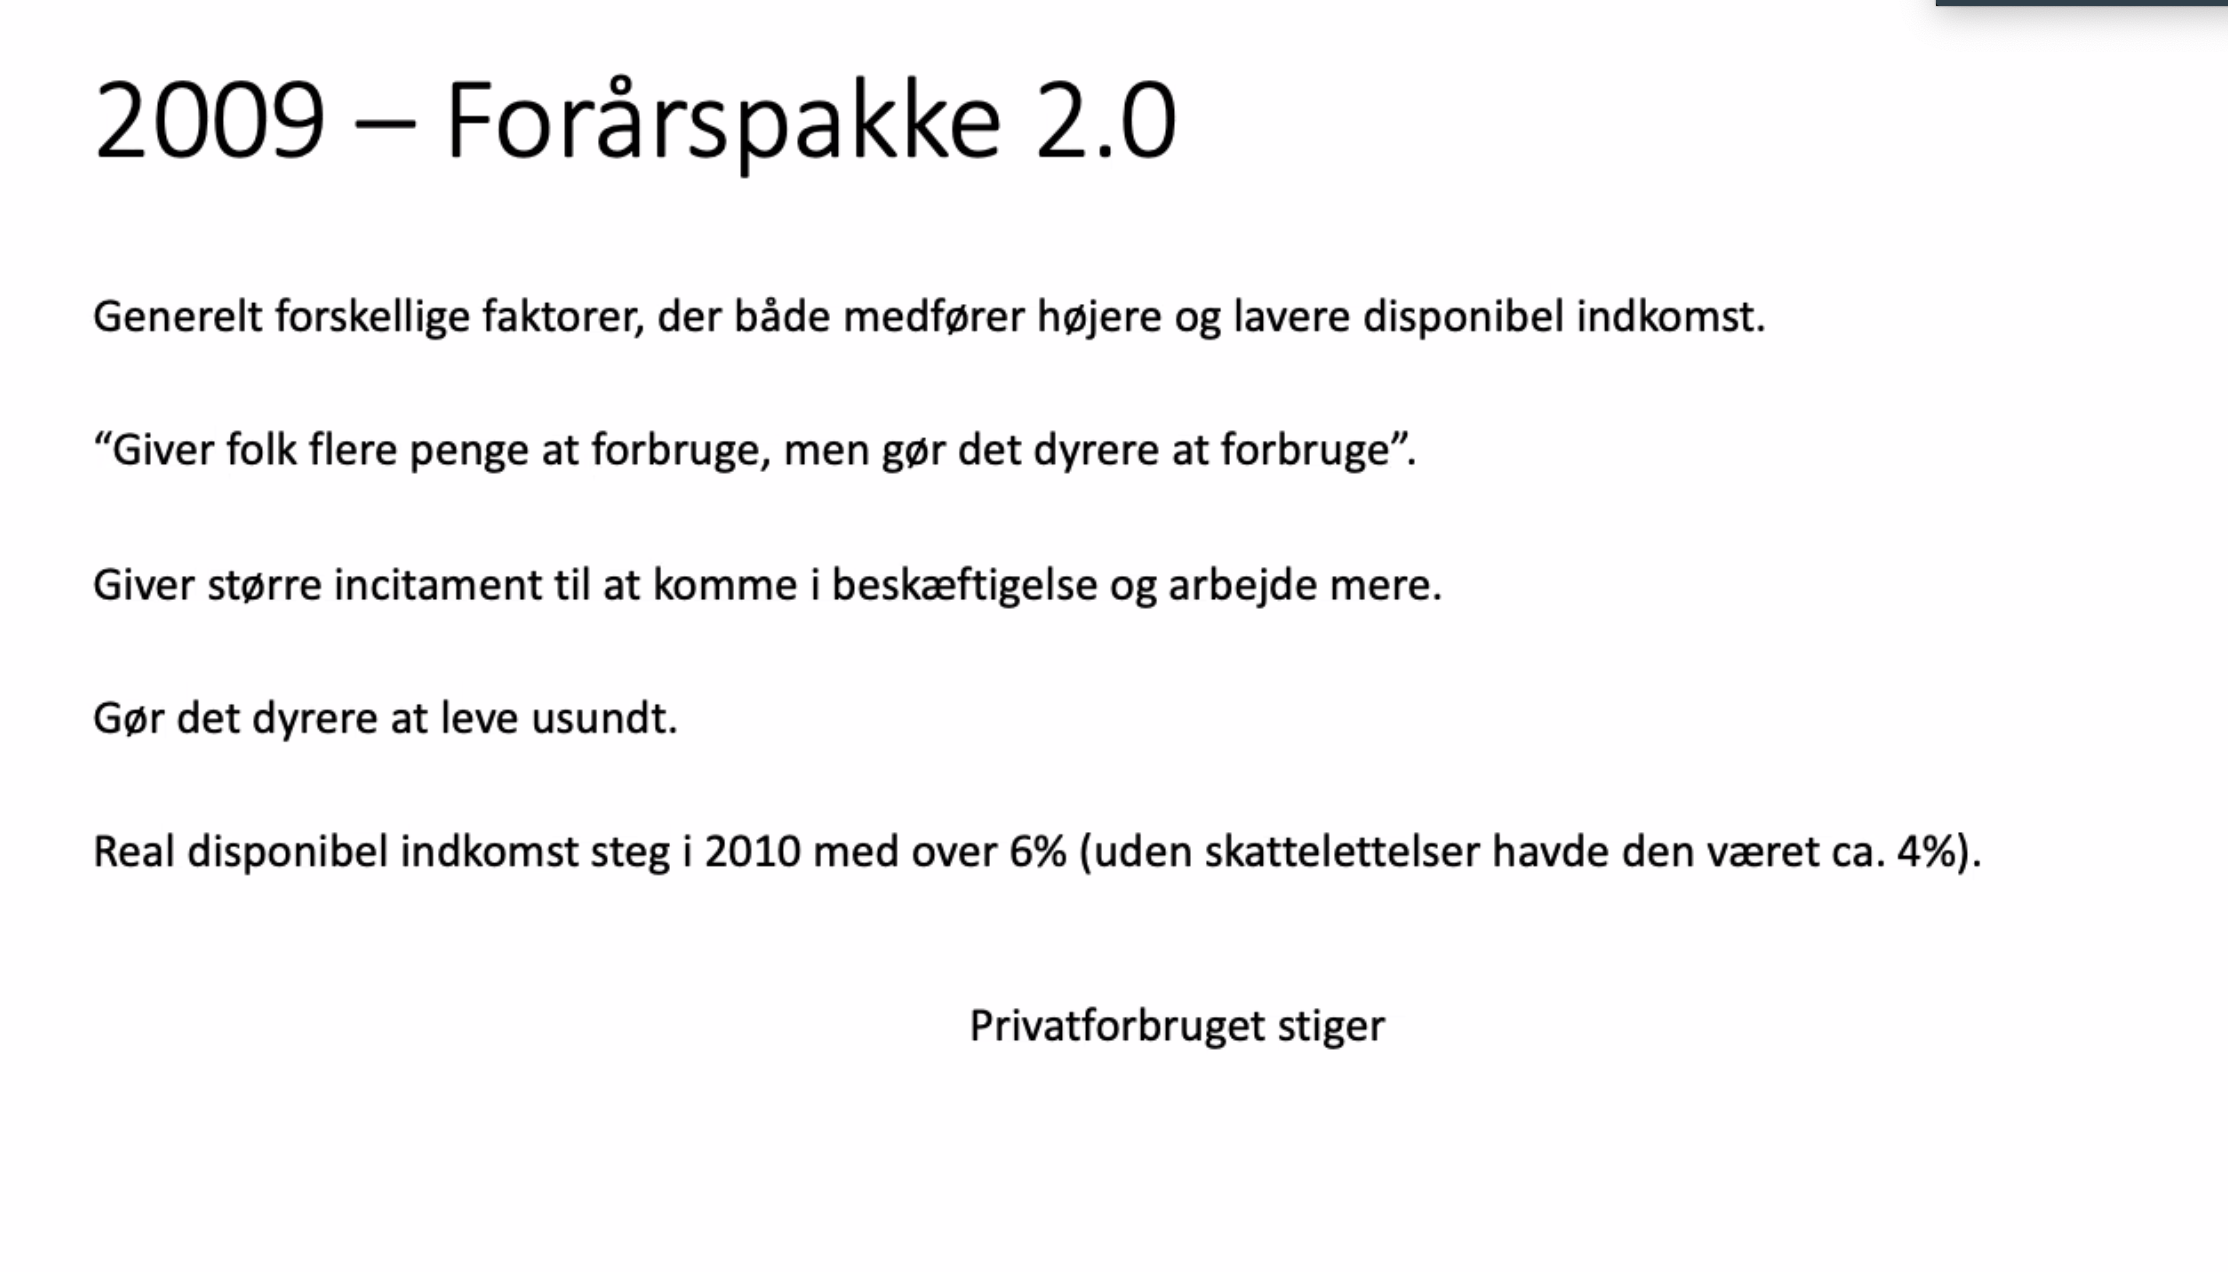 2009 – Forårspakke 2.0
Generelt forskellige faktorer, der både medfører højere og lavere disponibel indkomst.
“Giver folk flere penge at forbruge, men gør det dyrere at forbruge”.
Giver større incitament til at komme i beskæftigelse og arbejde mere.
Gør det dyrere at leve usundt.
Real disponibel indkomst steg i 2010 med over 6% (uden skattelettelser havde den været ca. 4%).
Privatforbruget stiger